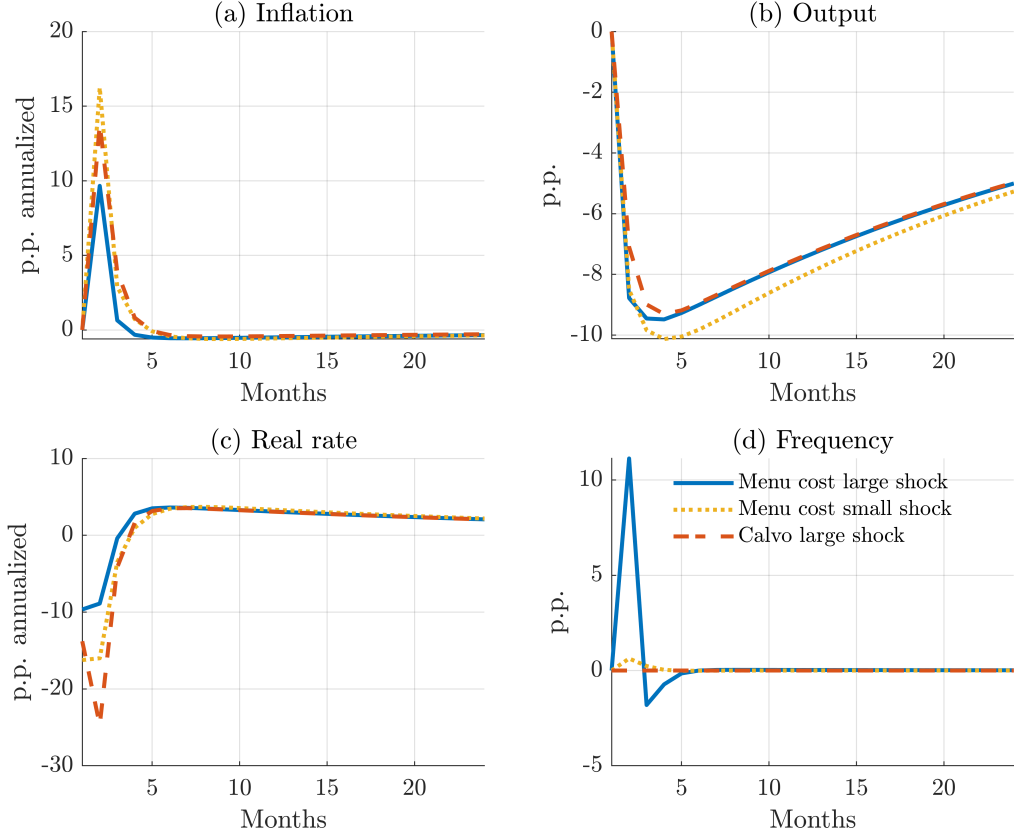 (a) Inflation
20
15
10
5
0
p.p. annualized
5 10 15 20
Months
(b) Output
0
-2
-4
-6
-8
-10
p.p.
5 10 15 20
Months
(c) Real rate
10
0
-10
-20
-30
p.p. annualized
5 10 15 20
Months
(d) Frequency
10
5
0
-5
p.p.
Menu cost large shock
Menu cost small shock
Calvo large shock
5 10 15 20
Months